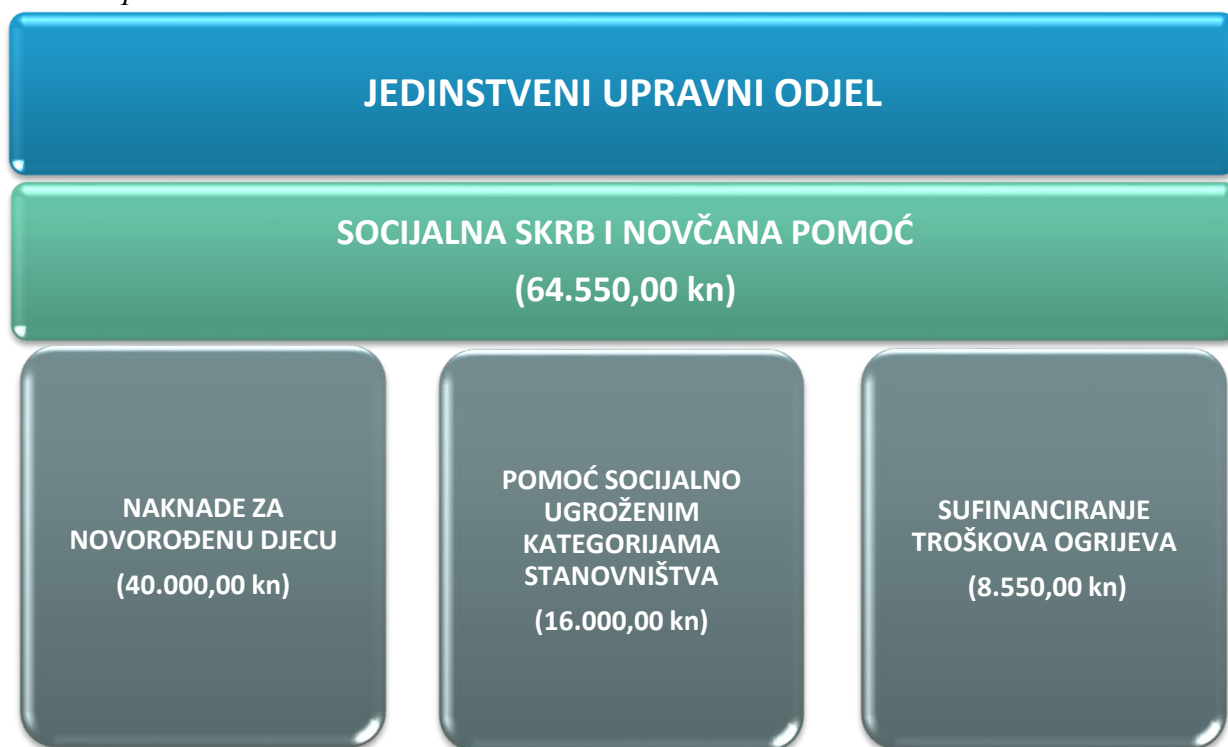 JEDINSTVENI UPRAVNI ODJEL
SOCIJALNA SKRB I NOVČANA POMOĆ
(64.550,00 kn)
NAKNADE ZA
NOVOROĐENU DJECU
(40.000,00 kn)
POMOĆ SOCIJALNO
UGROŽENIM
KATEGORIJAMA
STANOVNIŠTVA
(16.000,00 kn)
SUFINANCIRANJE
TROŠKOVA OGRIJEVA
(8.550,00 kn)